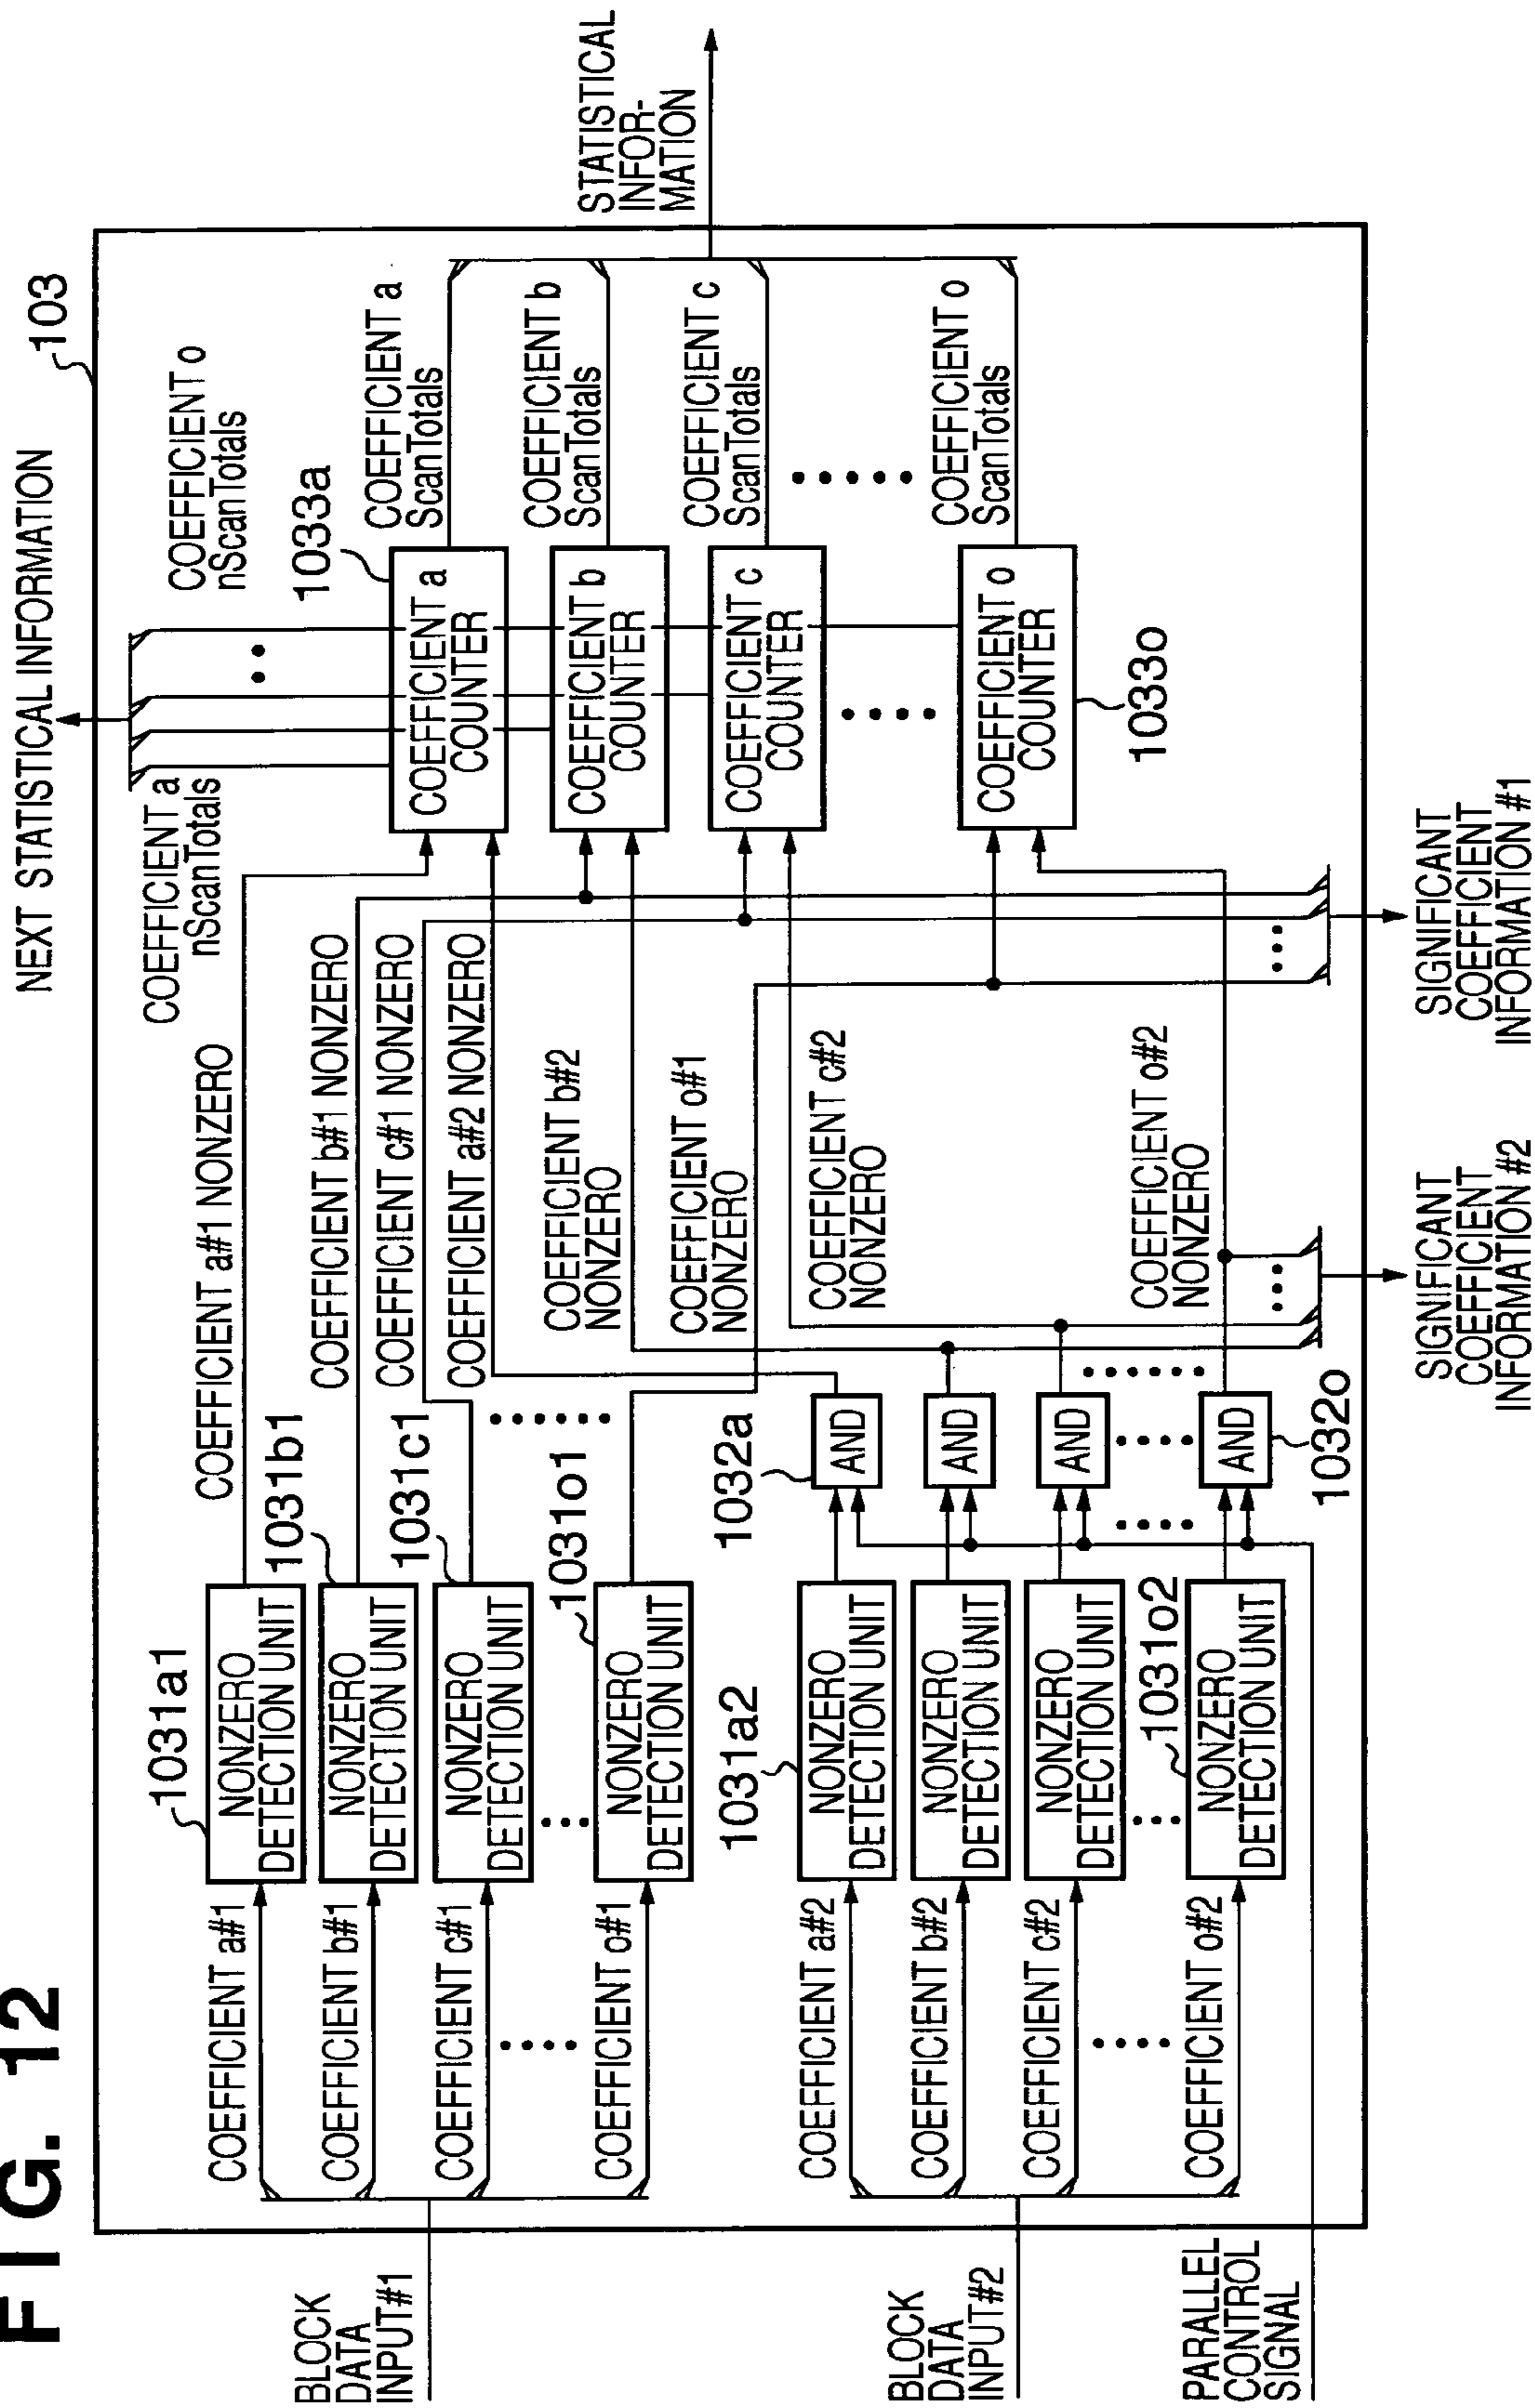 FIG. 12
NEXT STATISTICAL INFORMATION
103
COEFFICIENT a
nScanTotals
COEFFICIENT o
nScanTotals
BLOCK
DATA
INPUT#1
COEFFICIENT a#1
COEFFICIENT b#1
COEFFICIENT c#1
COEFFICIENT o#1
1031a1
NONZERO
DETECTION UNIT
1031b1
NONZERO
DETECTION UNIT
1031c1
NONZERO
DETECTION UNIT
1031o1
NONZERO
DETECTION UNIT
COEFFICIENT a#1 NONZERO
COEFFICIENT b#1 NONZERO
COEFFICIENT c#1 NONZERO
COEFFICIENT a#2 NONZERO
COEFFICIENT b#2
NONZERO
COEFFICIENT o#1
NONZERO
COEFFICIENT c#2
NONZERO
COEFFICIENT o#2
NONZERO
BLOCK
DATA
INPUT#2
COEFFICIENT a#2
COEFFICIENT b#2
COEFFICIENT c#2
COEFFICIENT o#2
1031a2
NONZERO
DETECTION UNIT
NONZERO
DETECTION UNIT
NONZERO
DETECTION UNIT
1031o2
NONZERO
DETECTION UNIT
PARALLEL
CONTROL
SIGNAL
1032a
AND
AND
AND
AND
1032o
1033a
COEFFICIENT a
COUNTER
COEFFICIENT b
COUNTER
COEFFICIENT c
COUNTER
COEFFICIENT o
COUNTER
1033o
COEFFICIENT a
ScanTotals
COEFFICIENT b
ScanTotals
COEFFICIENT c
ScanTotals
COEFFICIENT o
ScanTotals
STATISTICAL
INFOR-
MATION
SIGNIFICANT
COEFFICIENT
INFORMATION #2
SIGNIFICANT
COEFFICIENT
INFORMATION #1